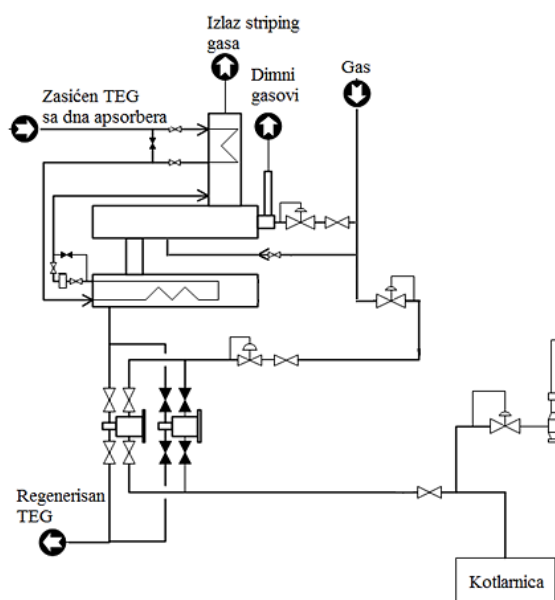 Izlaz striping
gasa
Dimni
gasovi
Gas
Zasićen TEG
sa dna apsorbera
Regenerisan
TEG
Kotlarnica